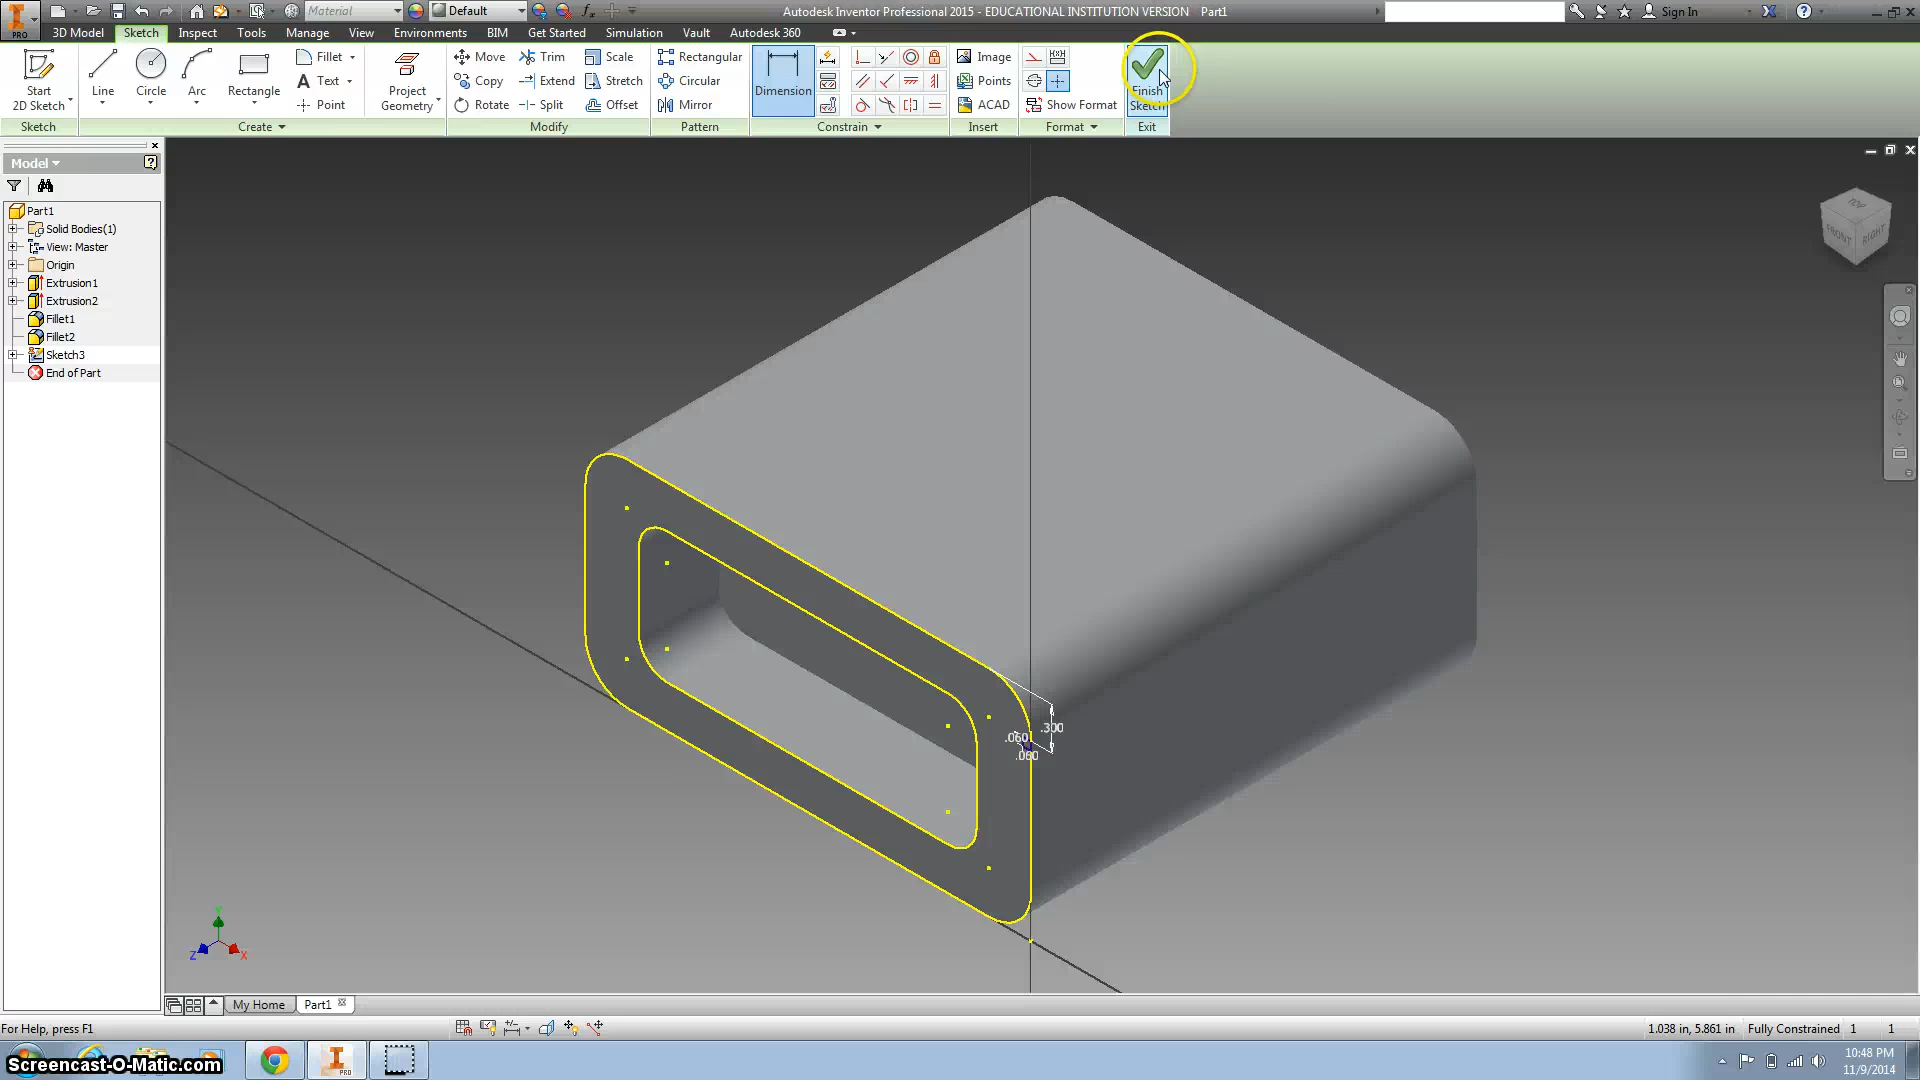 Material
Default
Autodesk Inventor Professional 2015 - EDUCATIONAL INSTITUTION VERSION Part1
Sign In
PRO
3D Model Sketch Inspect Tools Manage View Environments BIM Get Started Simulation Vault Autodesk 360
Start
2D Sketch
Line
Circle
Arc
Rectangle
Fillet
Text
Point
Project
Geometry
Move
Copy
Rotate
Trim
Extend
Split
Scale
Stretch
Offset
Rectangular
Circular
Mirror
Dimension
Image
Points
ACAD
Show Format
Finish
Sketch
Sketch
Create
Modify
Pattern
Constrain
Insert
Format
Exit
Model
Part1
Solid Bodies(1)
View: Master
Origin
Extrusion1
Extrusion2
Fillet1
Fillet2
Sketch3
End of Part
TOP
FRONT
RIGHT
.300
.060
.060
Y
Z
X
My Home
Part1
For Help, press F1
1.038 in, 5.861 in Fully Constrained 1 1
Screencast-O-Matic.com
PRO
10:48 PM
11/9/2014